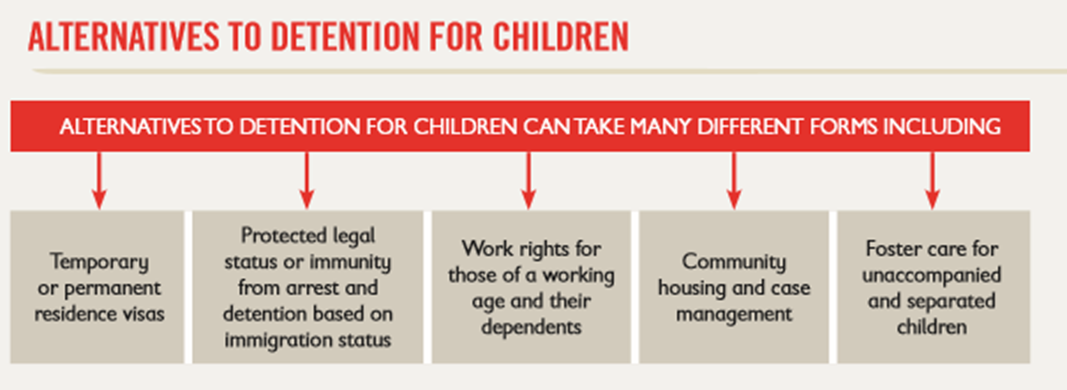 ALTERNATIVES TO DETENTION FOR CHILDREN
ALTERNATIVES TO DETENTION FOR CHILDREN CAN TAKE MANY DIFFERENT FORMS INCLUDING
Temporary
or permanent
residence visas
Protected legal
status or immunity
from arrest and
detention based on
immigration status
Work rights for
those of a working
age and their
dependents
Community
housing and case
management
Foster care for
unaccompanied
and separated
children